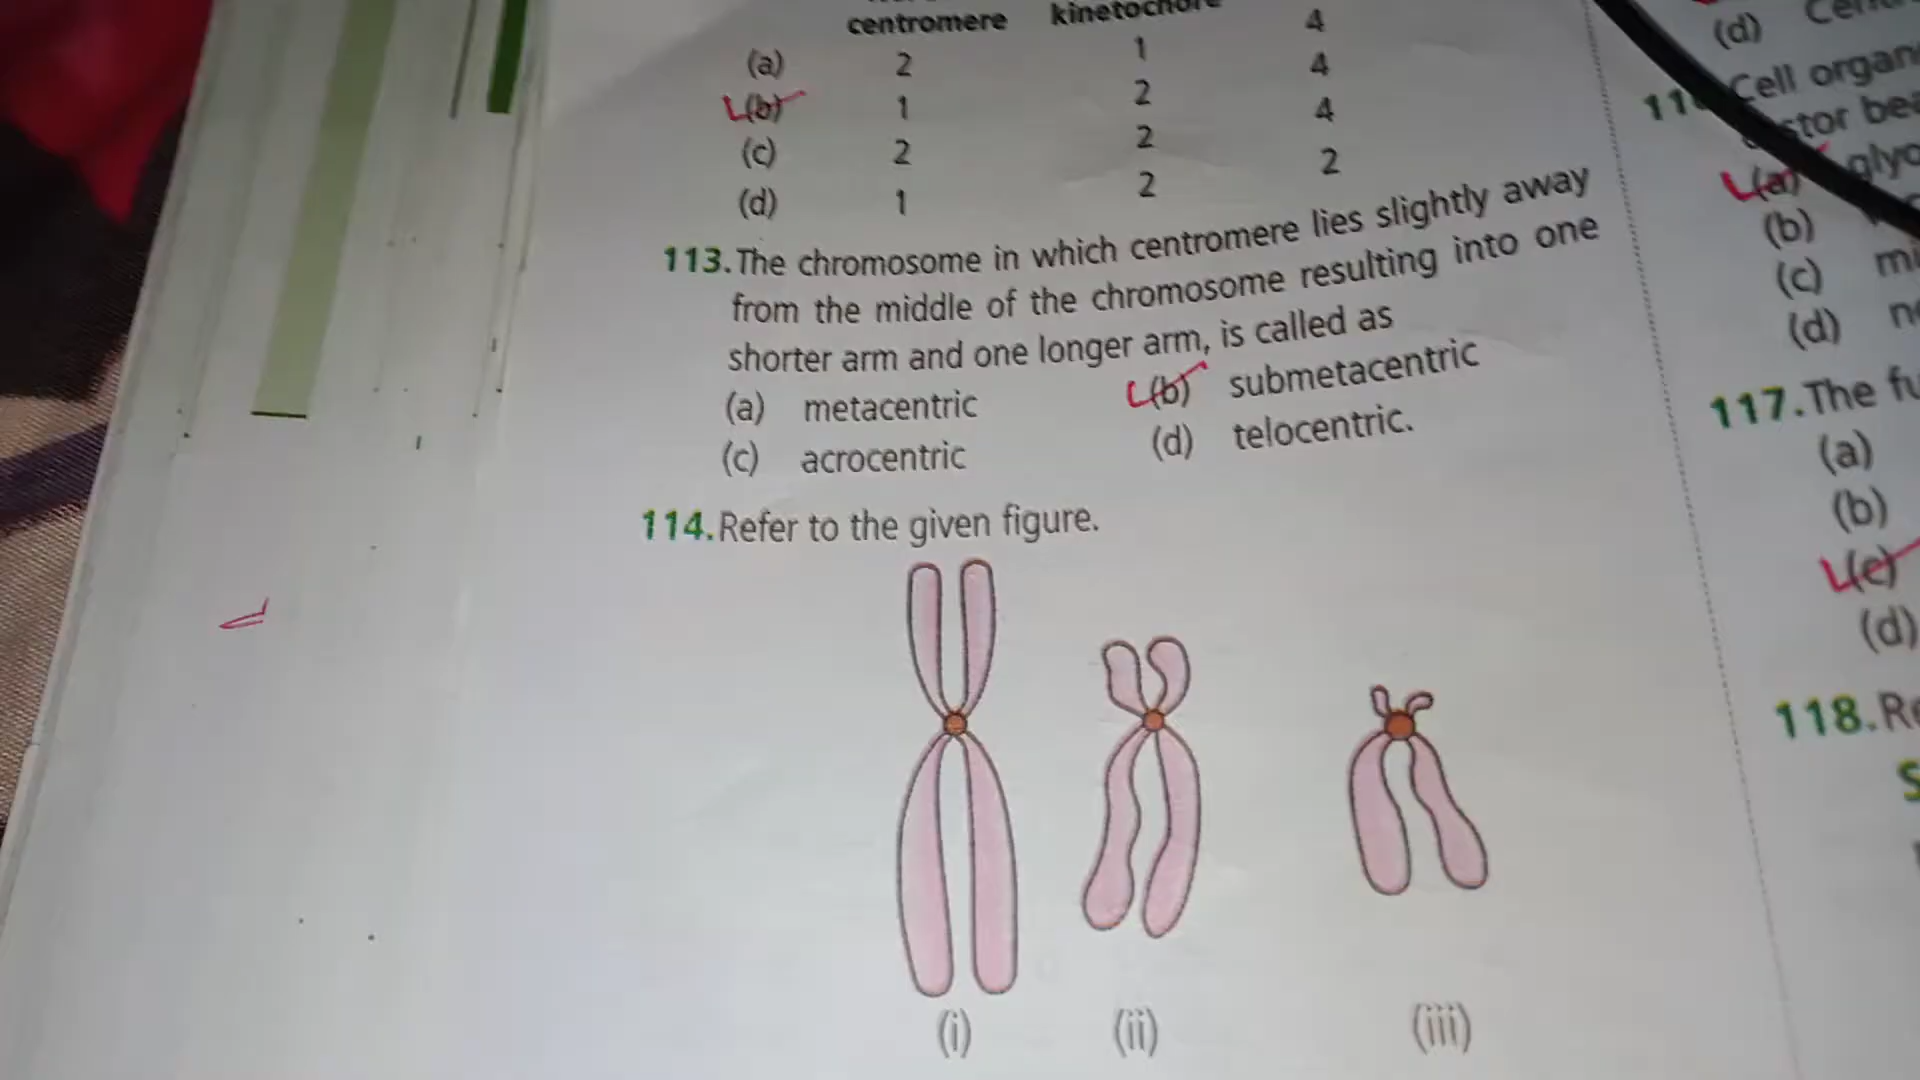 centromere kinetochore 4
(a) 2 1 4
(b) 1 2 4
(c) 2 2 2
(d) 1 2
113. The chromosome in which centromere lies slightly away
from the middle of the chromosome resulting into one
shorter arm and one longer arm, is called as
(a) metacentric (b) submetacentric
(c) acrocentric (d) telocentric.
114. Refer to the given figure.
(i) (ii) (iii)
(d)
Cell
(a)
(b)
(c)
(d)
117. The
(a)
(b)
(c)
(d)
118.